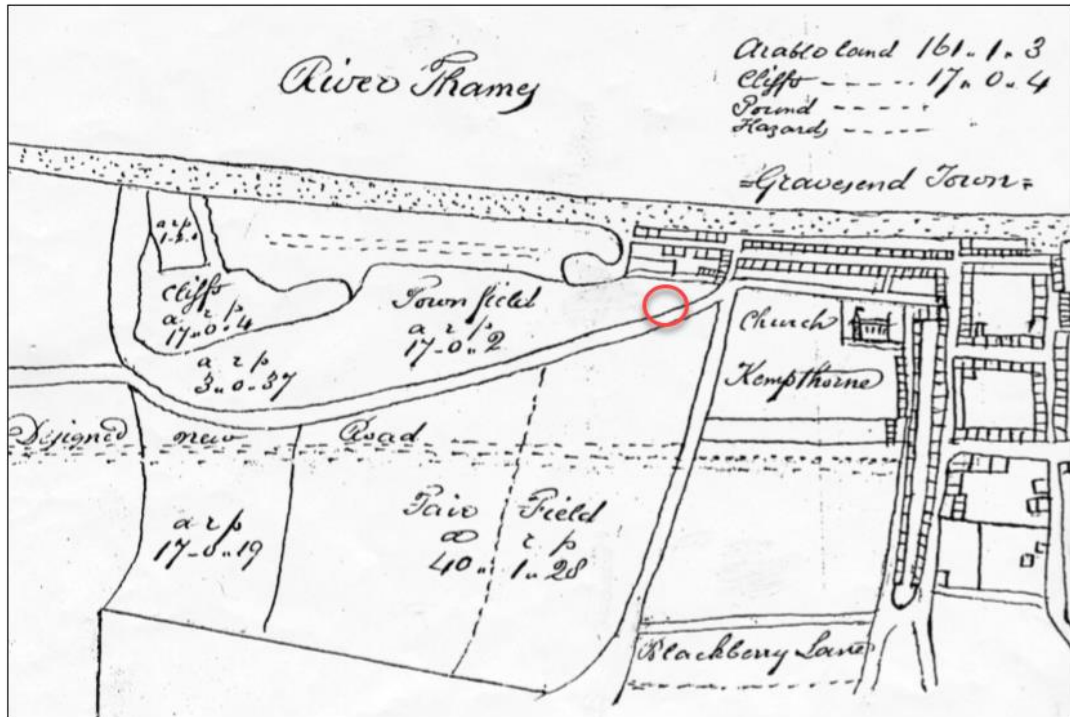 River Thames
Arable land 161.. 1.. 3
Cliffs - - - - - - 17.. 0.. 4
Pound - - - - - -
Hazards - - - - -
=Gravesend Town=
a r p
Cliffs
a r p
17-0..4
Town field
a r p
17-0..2
a r p
3..0..37
Church
Kempthorne
Designed new Road
a r p
17-0..19
Fair Field
a r p
40.. 1..28
Blackberry Lane